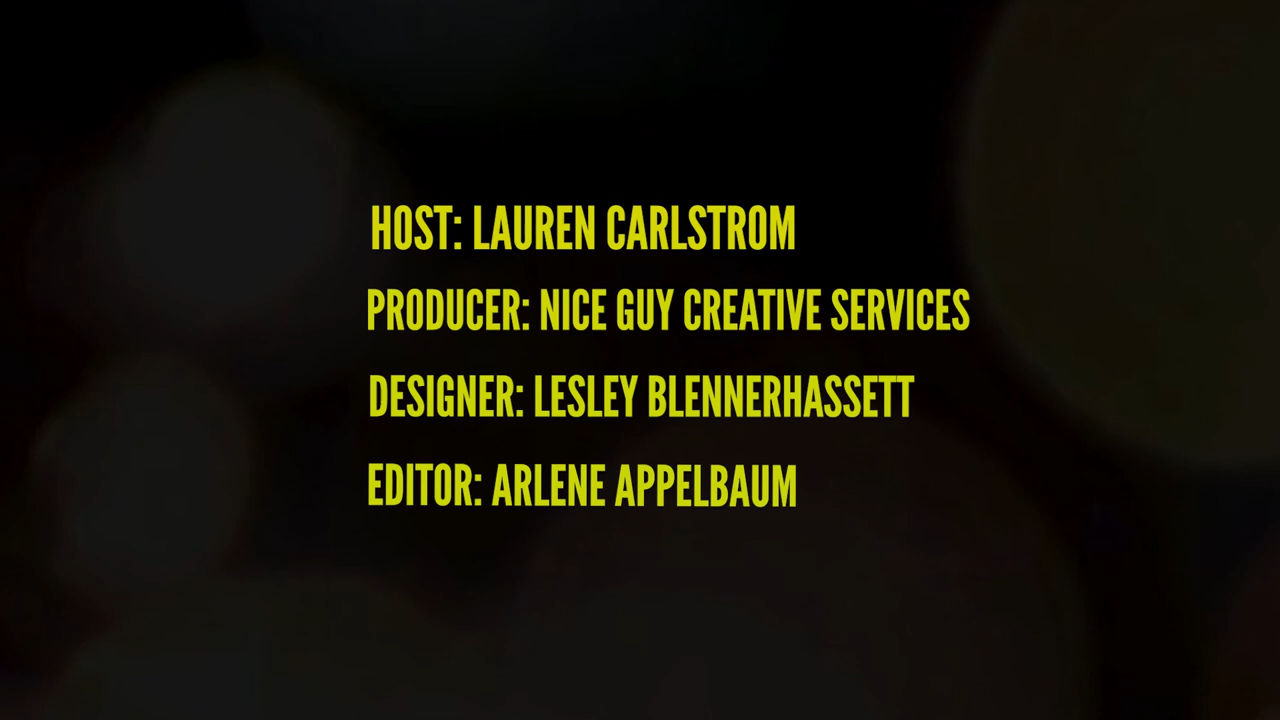 HOST: LAUREN CARLSTROM
PRODUCER: NICE GUY CREATIVE SERVICES
DESIGNER: LESLEY BLENNERHASSETT
EDITOR: ARLENE APPELBAUM